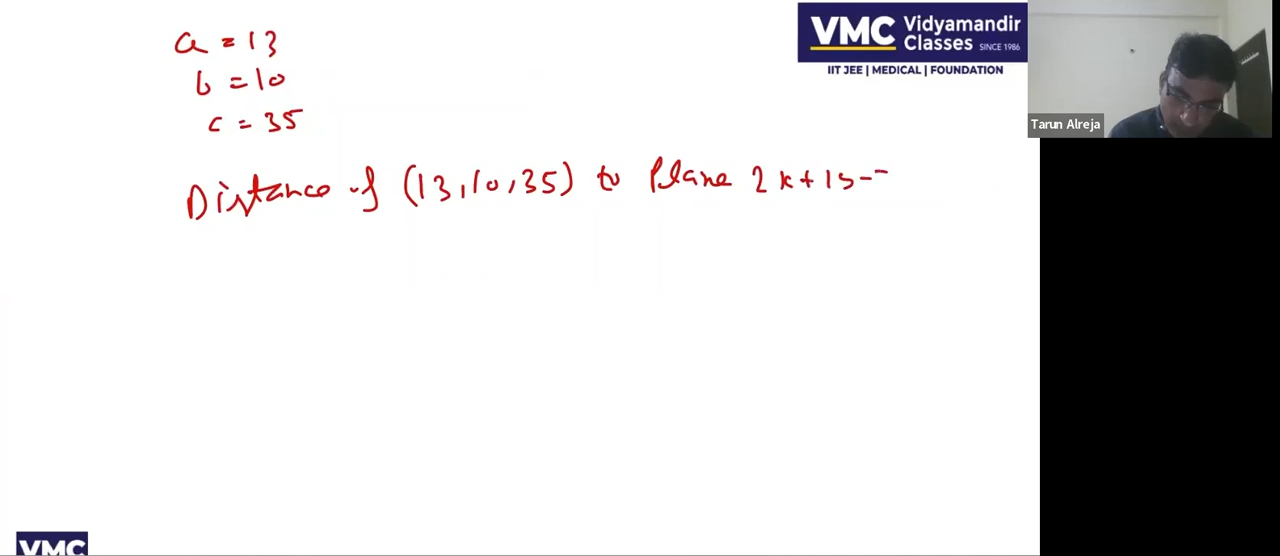 a = 13
b = 10
c = 35
Distance of (13,10,35) to Plane 2x+15-
VMC Vidyamandir Classes SINCE 1986
IIT JEE | MEDICAL | FOUNDATION
Tarun Alreja
VMC